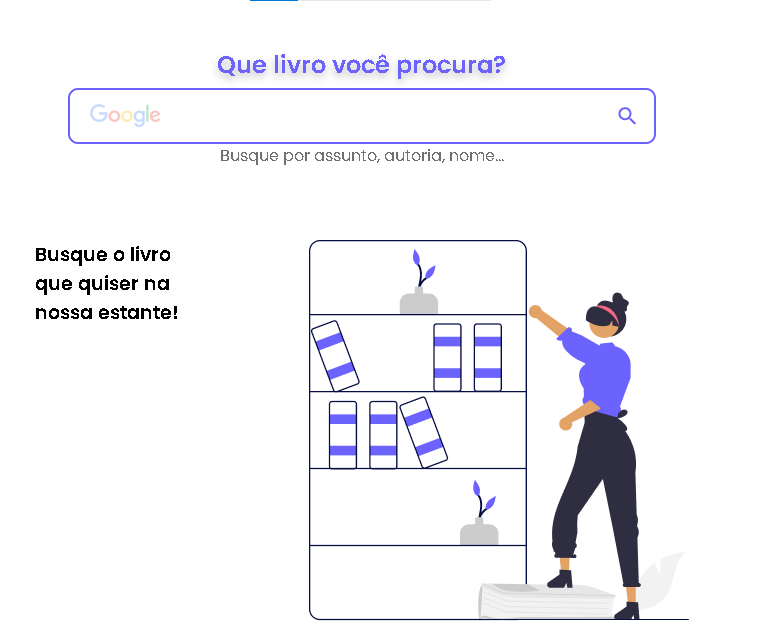 Que livro você procura?
Google
Busque por assunto, autoria, nome...
Busque o livro
que quiser na
nossa estante!